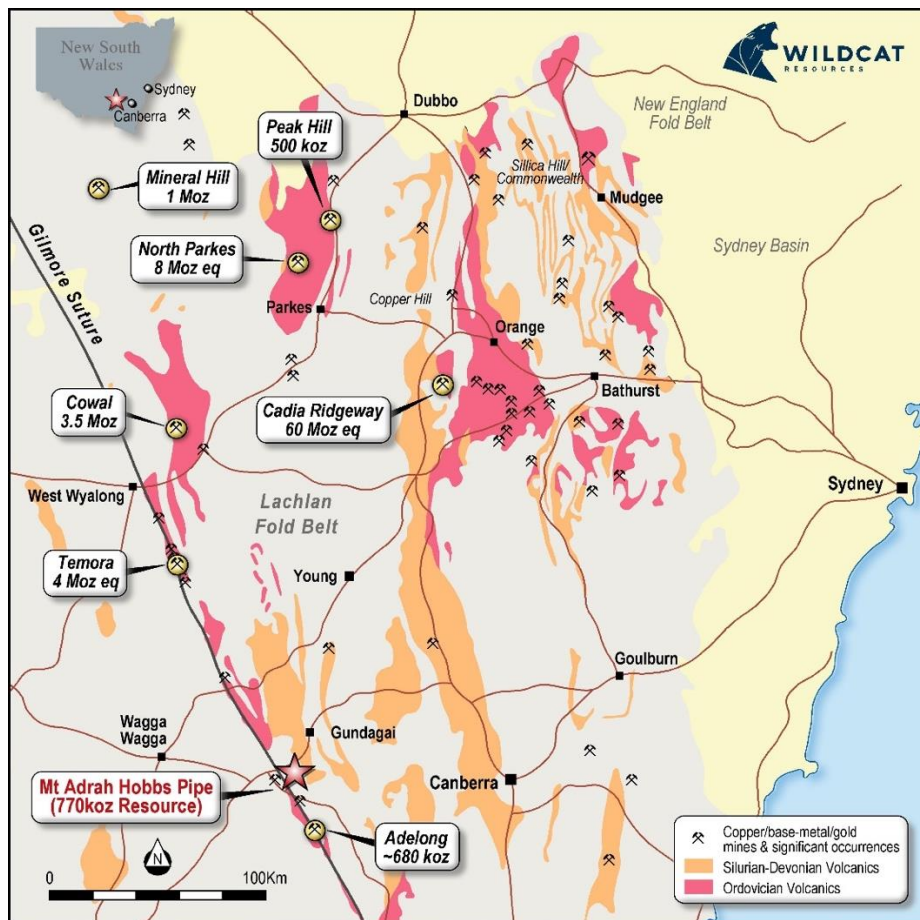 New South
Wales
Sydney
Canberra
WILDCAT
RESOURCES
Dubbo
New England
Fold Belt
Peak Hill
500 koz
Sillica Hill/
Commonwealth
Mineral Hill
1 Moz
Mudgee
North Parkes
8 Moz eq
Sydney Basin
Gilmore Suture
Parkes
Copper Hill
Orange
Bathurst
Cowal
3.5 Moz
Cadia Ridgeway
60 Moz eq
West Wyalong
Sydney
Lachlan
Fold Belt
Temora
4 Moz eq
Young
Goulburn
Wagga
Wagga
Gundagai
Canberra
Mt Adrah Hobbs Pipe
(770koz Resource)
Adelong
~680 koz
N
0 100Km
Copper/base-metal/gold
mines & significant occurrences
Silurian-Devonian Volcanics
Ordovician Volcanics